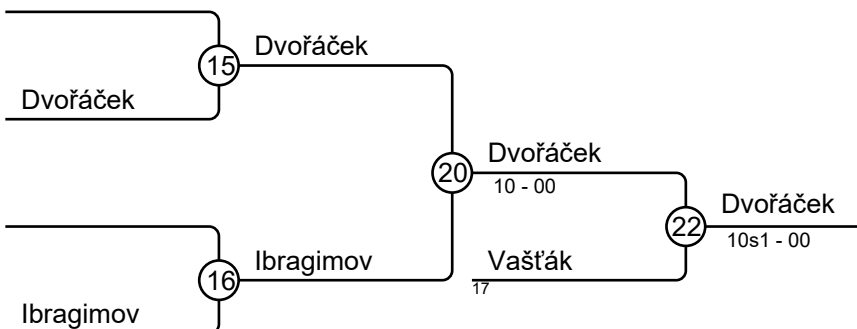 Dvořáček
15
Dvořáček
Dvořáček
20
10 - 00
Dvořáček
22
10s1 - 00
Ibragimov
16
Vašťák
17
Ibragimov